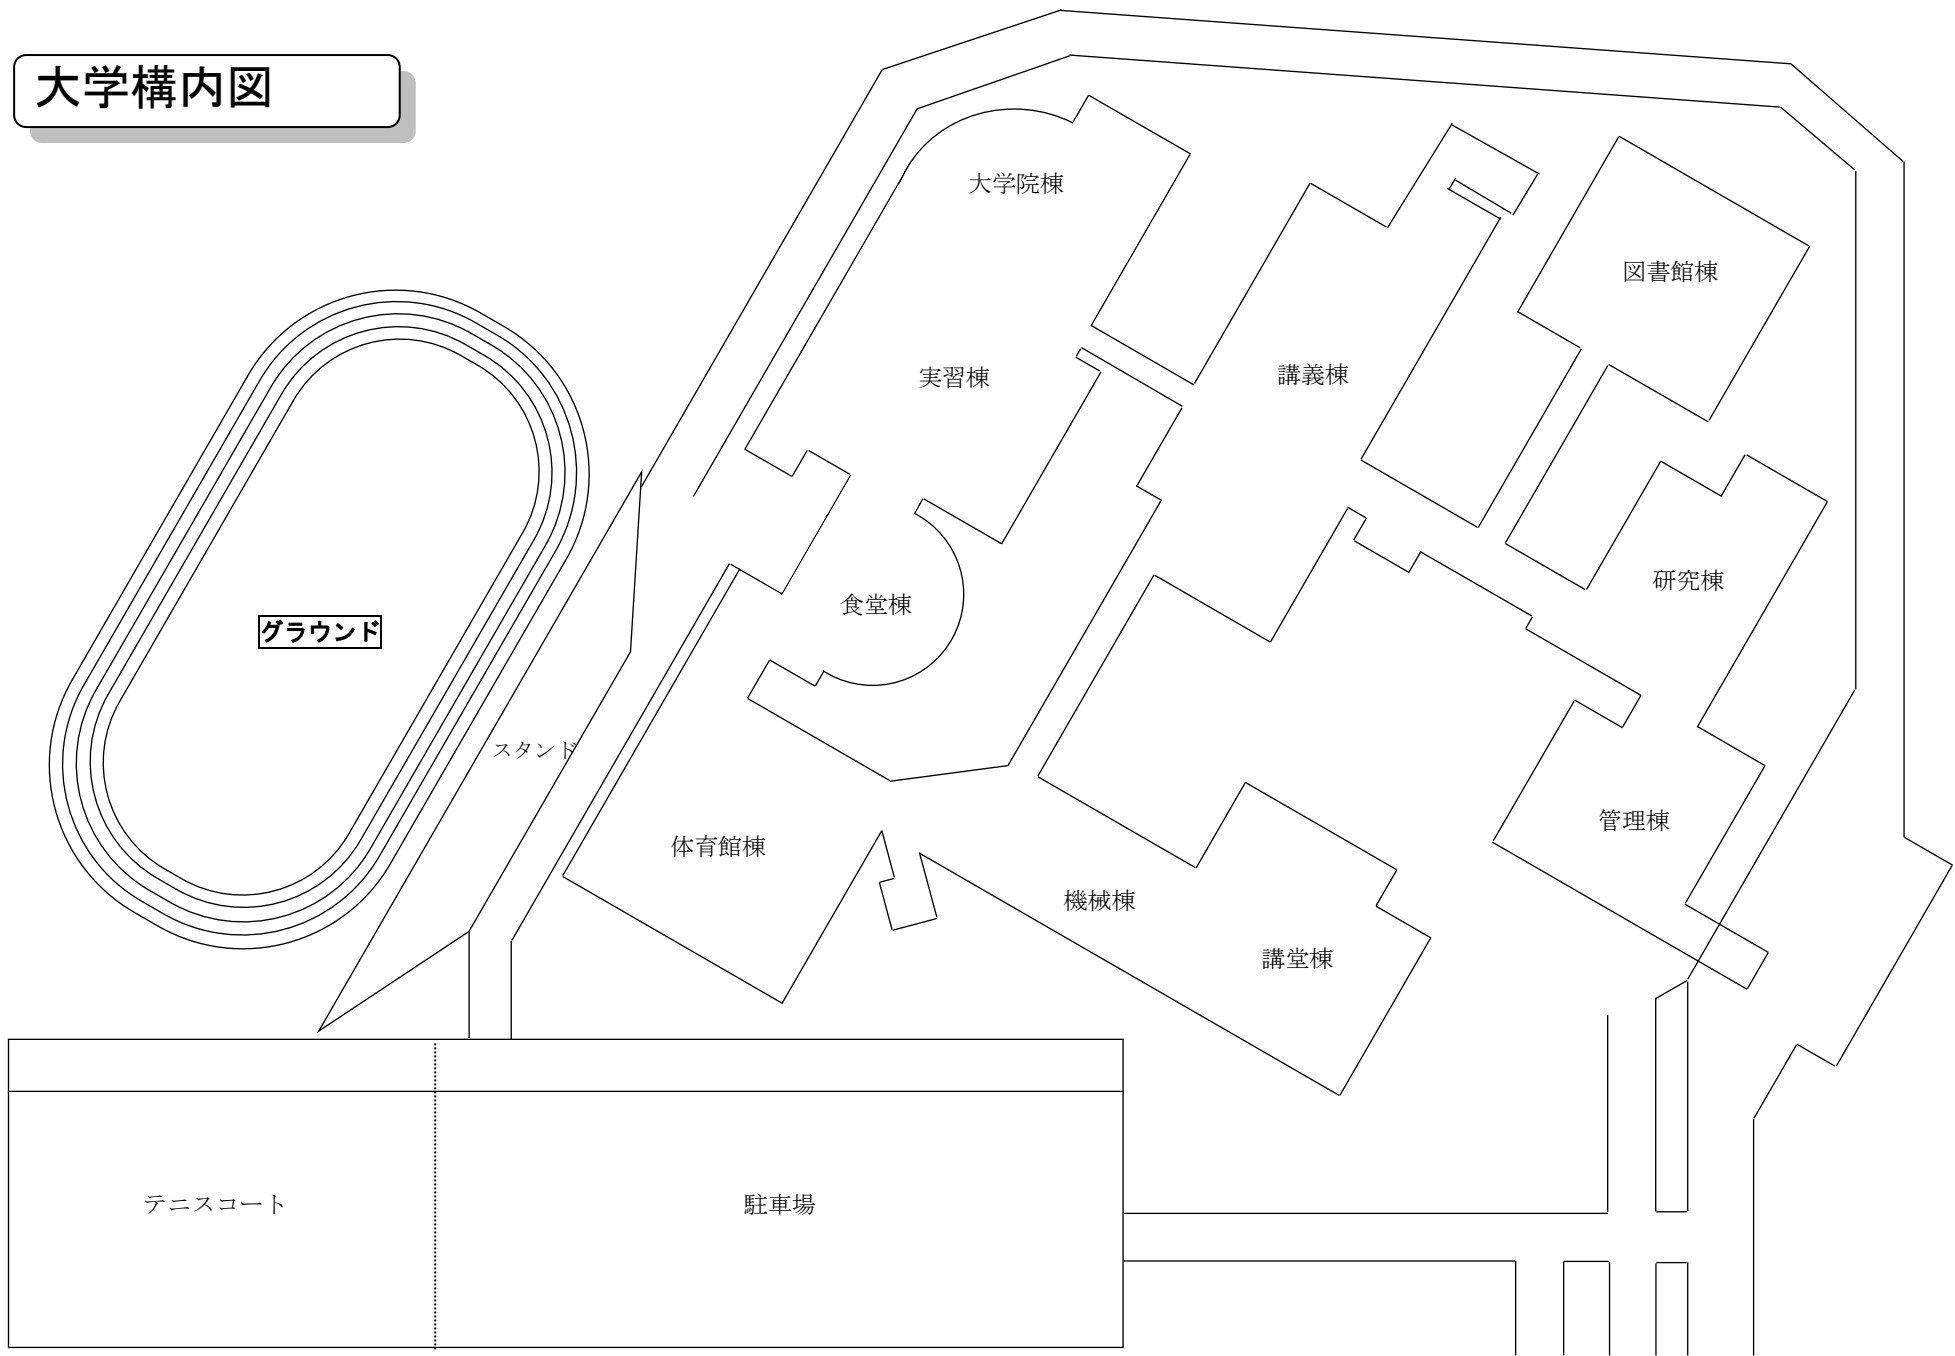 大学構内図
大学院棟
図書館棟
実習棟
講義棟
研究棟
食堂棟
グラウンド
スタンド
管理棟
体育館棟
機械棟
講堂棟
テニスコート
駐車場